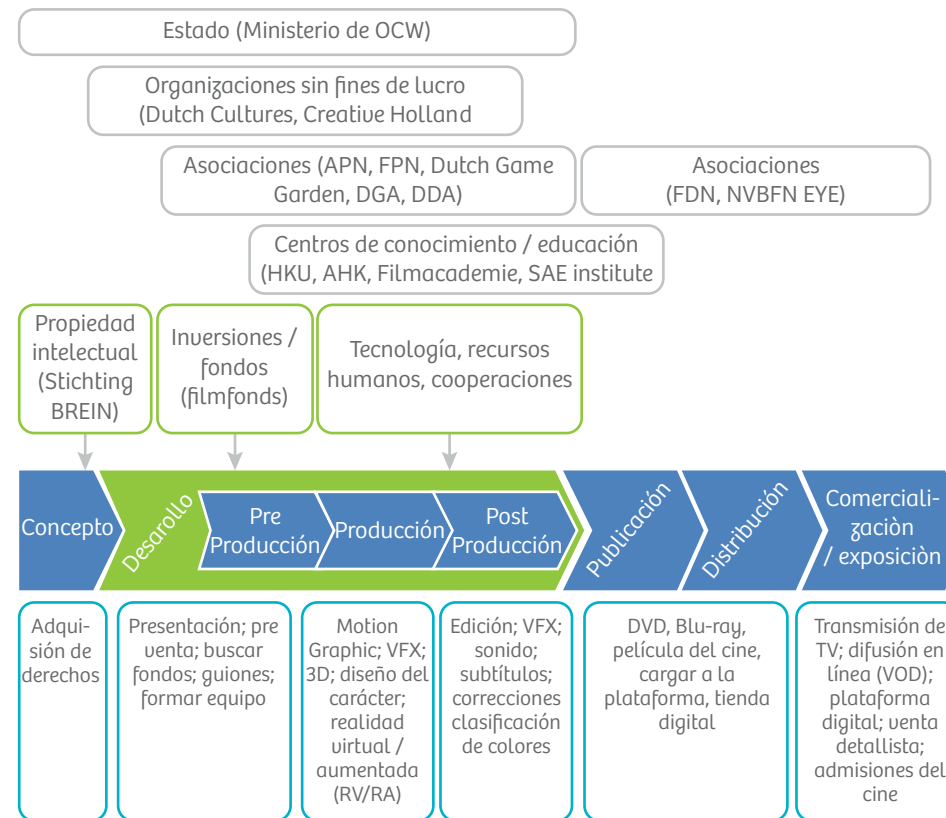 Estado (Ministerio de OCW)
Organizaciones sin fines de lucro
(Dutch Cultures, Creative Holland
Asociaciones (APN, FPN, Dutch Game
Garden, DGA, DDA)
Asociaciones
(FDN, NVBFN EYE)
Centros de conocimiento / educación
(HKU, AHK, Filmacademie, SAE institute
Propiedad
intelectual
(Stichting
BREIN)
Inversiones /
fondos
(filmfonds)
Tecnología, recursos
humanos, cooperaciones
Concepto
Desarollo
Pre
Producción
Producción
Post
Producción
Publicación
Distribución
Comerciali-
zaciòn
/ exposiciòn
Adqui-
sión de
derechos
Presentación; pre
venta; buscar
fondos; guiones;
formar equipo
Motion
Graphic; VFX;
3D; diseño del
carácter;
realidad
virtual /
aumentada
(RV/RA)
Edición; VFX;
sonido;
subtítulos;
correcciones
clasificación
de colores
DVD, Blu-ray,
película del cine,
cargar a la
plataforma, tienda
digital
Transmisión de
TV; difusión en
línea (VOD);
plataforma
digital; venta
detallista;
admisiones del
cine